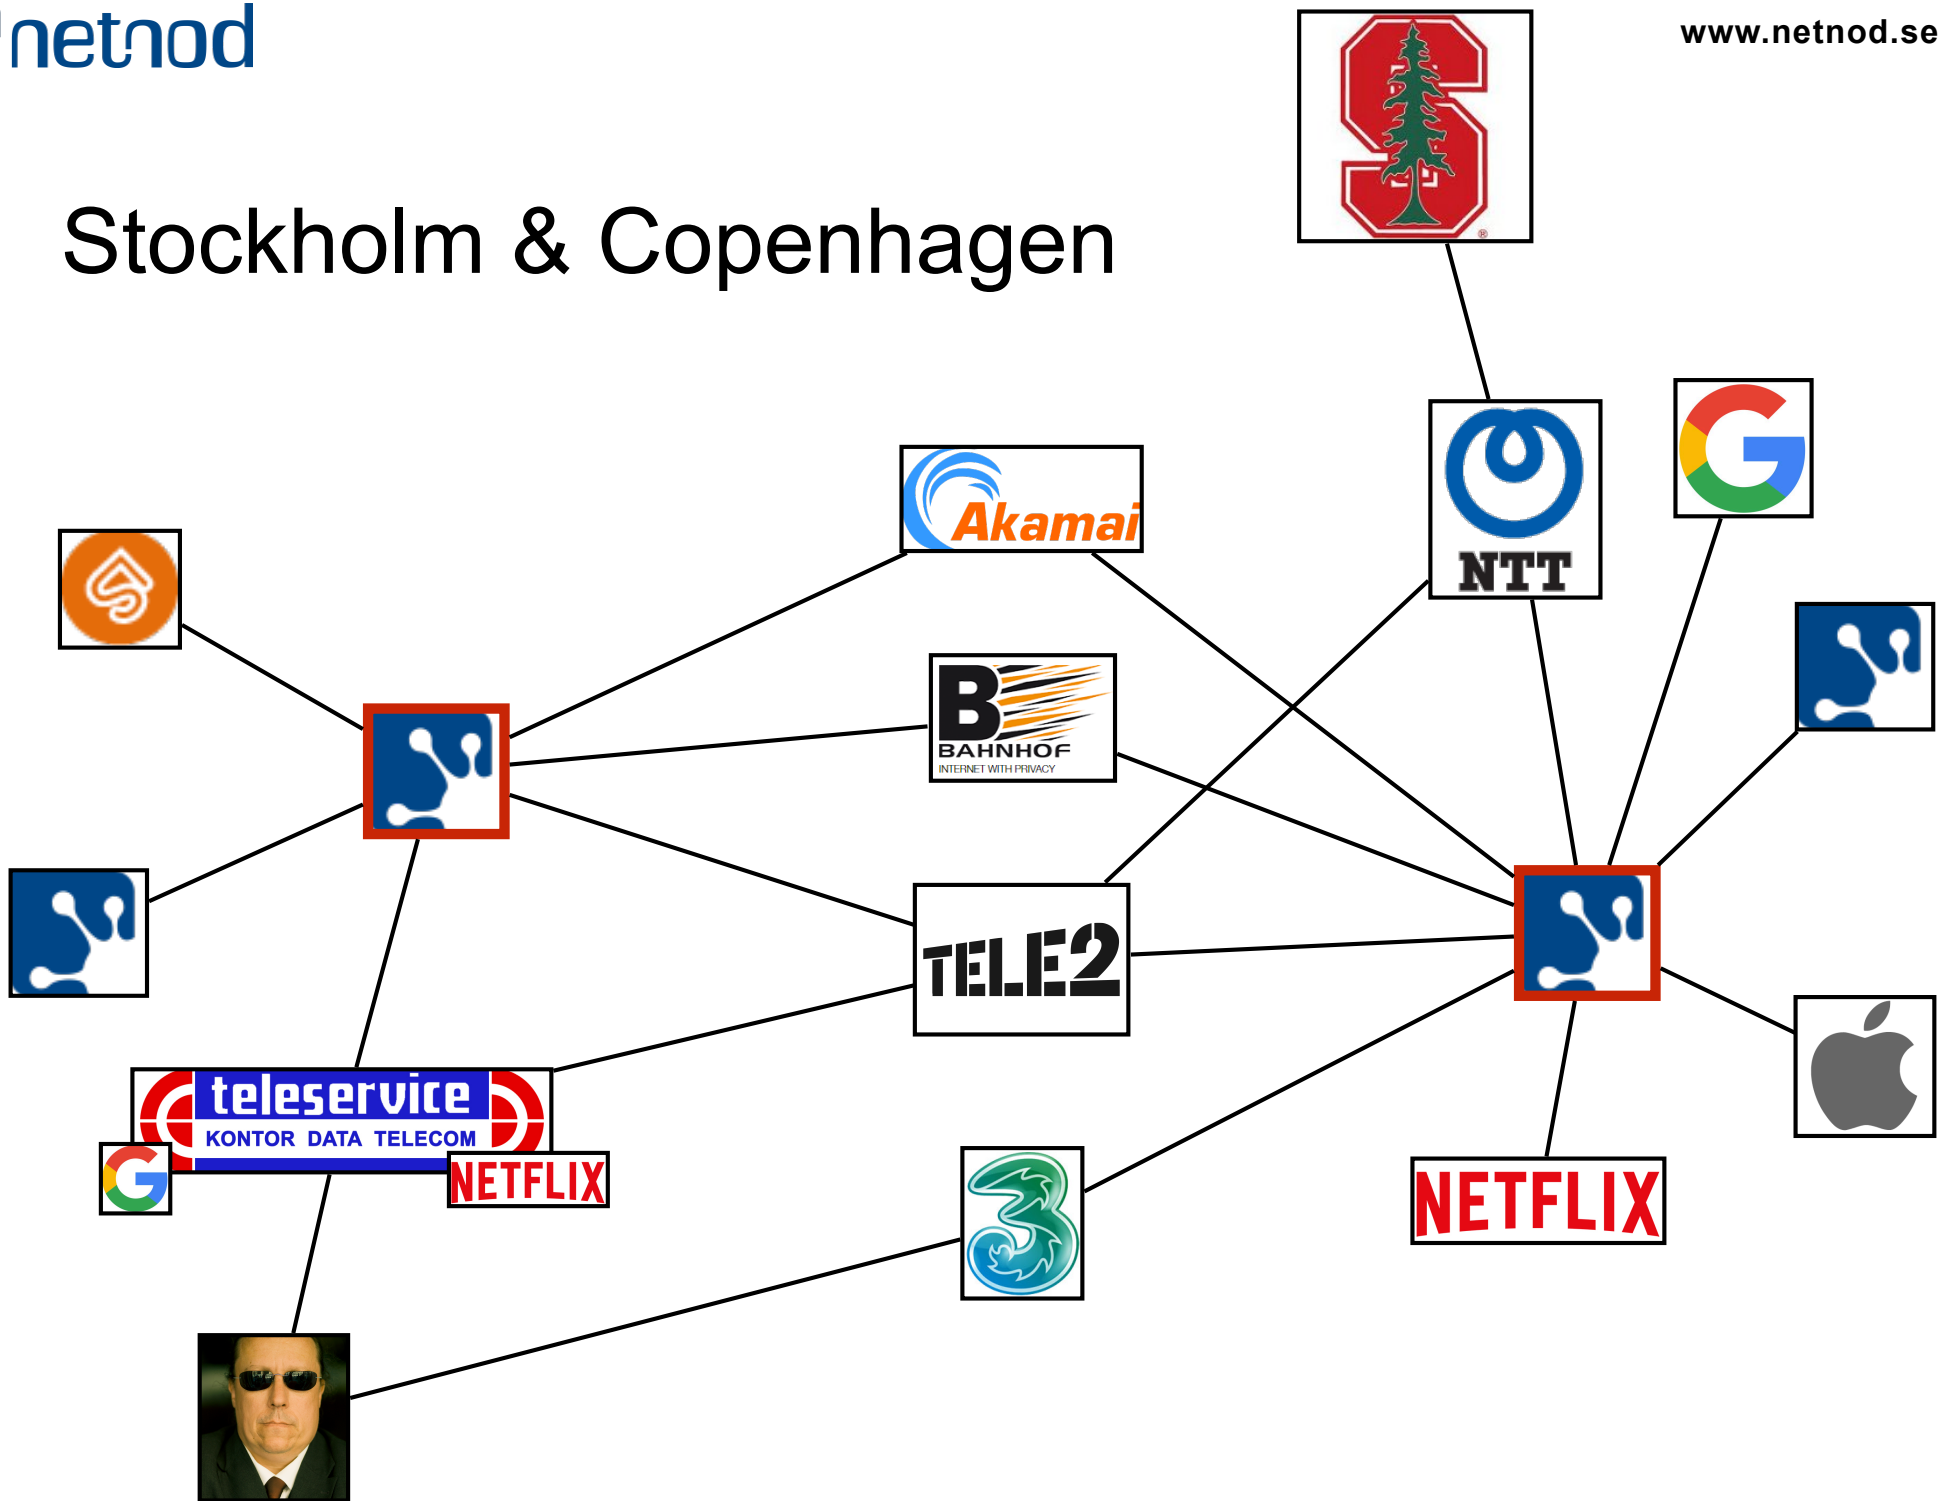 netnod
www.netnod.se
S
®
Stockholm & Copenhagen
Akamai
NTT
G
B
BAHNHOF
INTERNET WITH PRIVACY
TELE2
teleservice
KONTOR DATA TELECOM
G
NETFLIX
3
NETFLIX